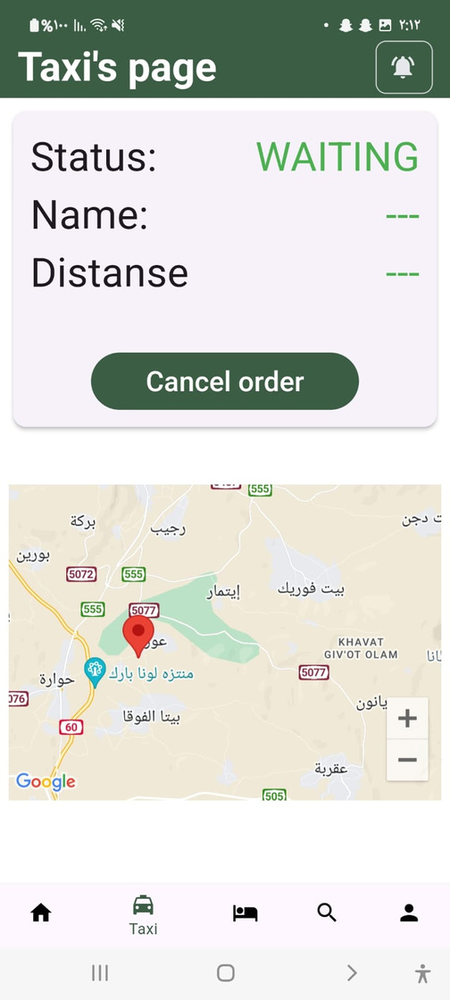 %١٠٠
٢:١٢
Taxi's page
Status: WAITING
Name: ---
Distanse ---
Cancel order
555
بركة
رجيب
ت دجن
بورين
5072
555
إيتمار
بيت فوريك
555
5077
عور
KHAVAT
GIV'OT OLAM
5077
حوارة
منتزه لونا بارك
076
يانون
60
بيتا الفوقا
عقربة
Google
505
+
−
Taxi